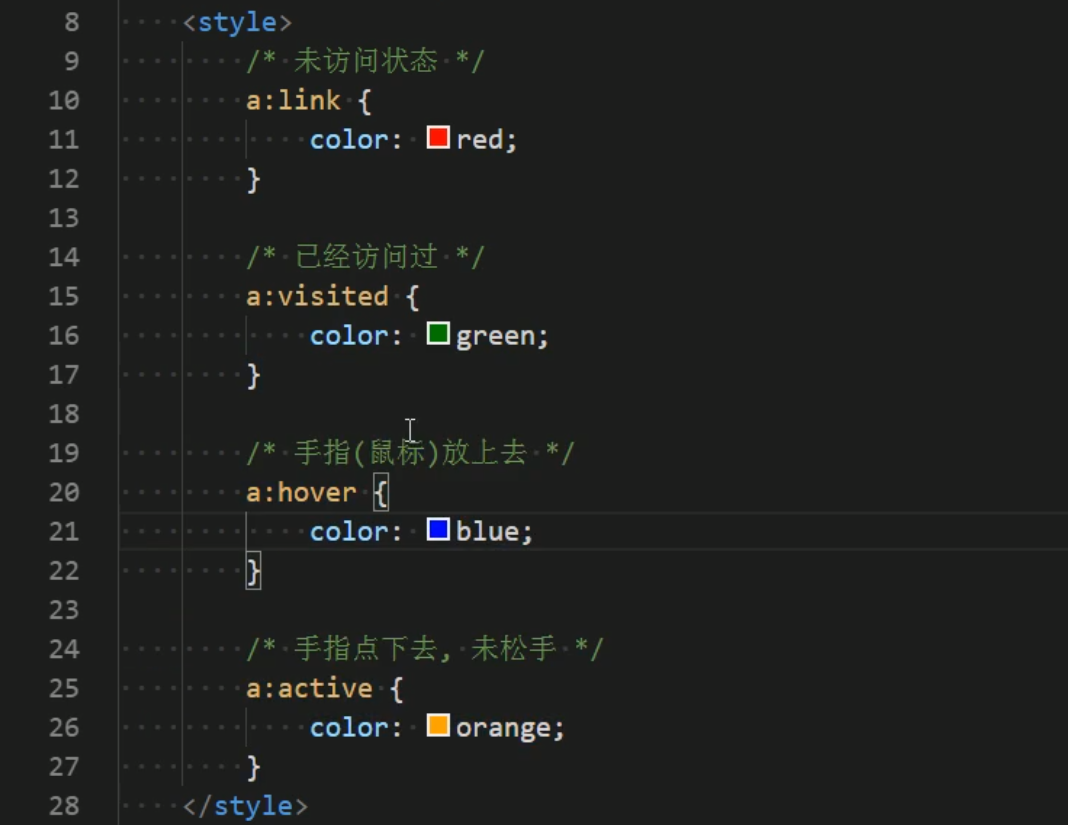 8 <style>
9 /* 未访问状态 */
10 a:link {
11 color: red;
12 }
13
14 /* 已经访问过 */
15 a:visited {
16 color: green;
17 }
18
19 /* 手指(鼠标)放上去 */
20 a:hover {
21 color: blue;
22 }
23
24 /* 手指点下去, 未松手 */
25 a:active {
26 color: orange;
27 }
28 </style>